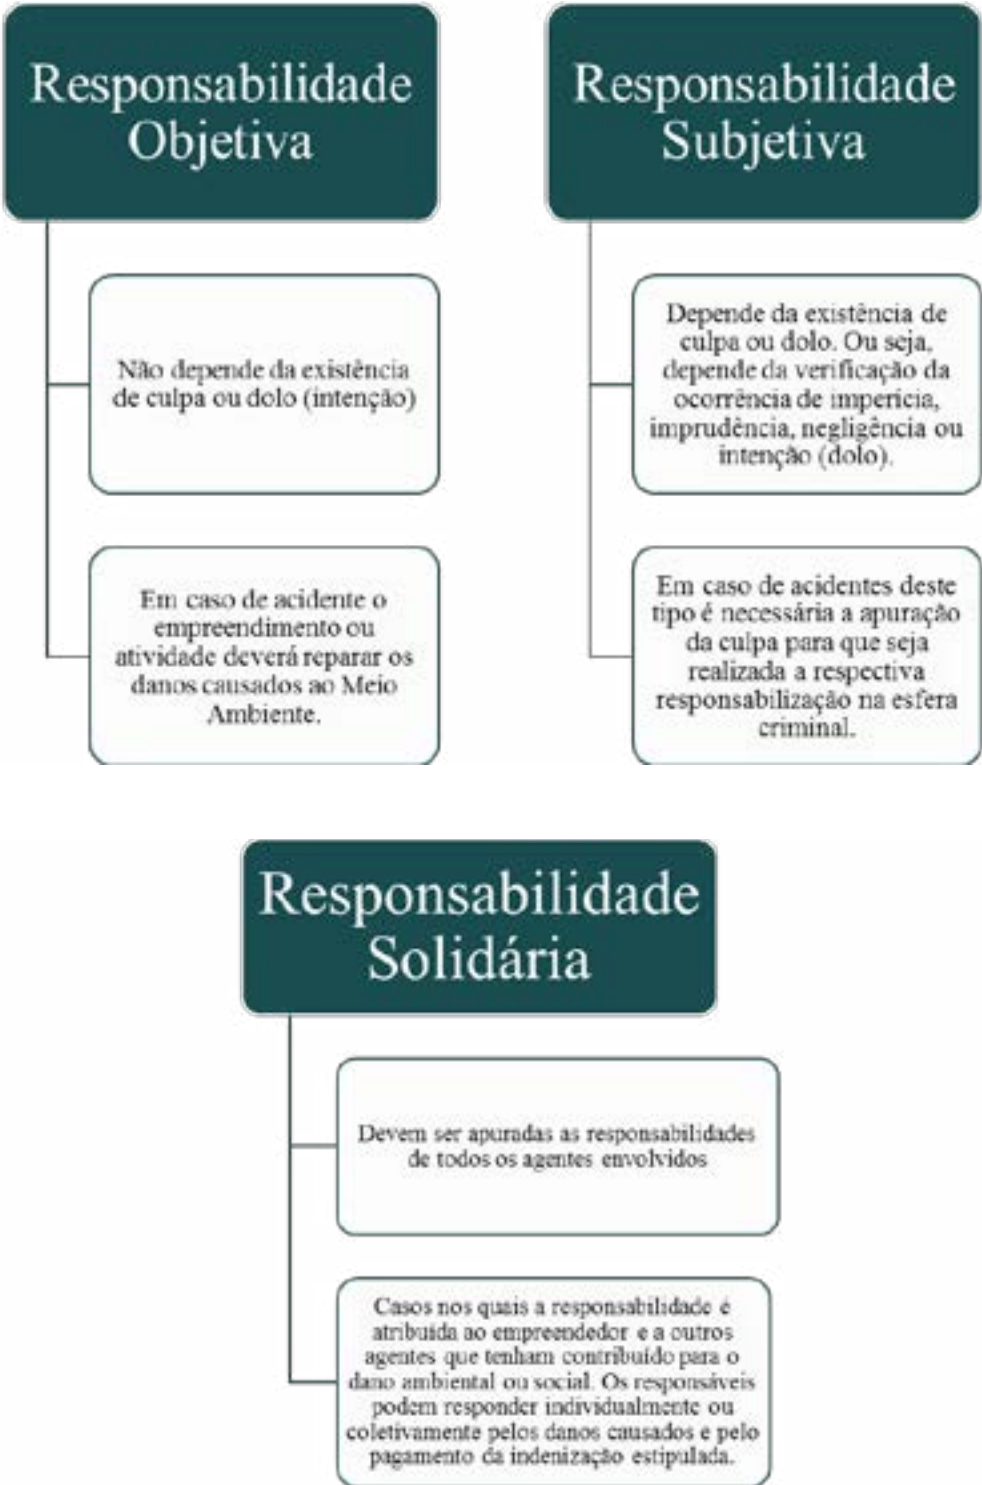 Responsabilidade
Objetiva
Não depende da existência
de culpa ou dolo (intenção)
Em caso de acidente o
empreendimento ou
atividade deverá reparar os
danos causados ao Meio
Ambiente.
Responsabilidade
Subjetiva
Depende da existência de
culpa ou dolo. Ou seja,
depende da verificação da
ocorrência de imperícia,
imprudência, negligência ou
intenção (dolo).
Em caso de acidentes deste
tipo é necessária a apuração
da culpa para que seja
realizada a respectiva
responsabilização na esfera
criminal.
Responsabilidade
Solidária
Devem ser apuradas as responsabilidades
de todos os agentes envolvidos
Casos nos quais a responsabilidade é
atribuída ao empreendedor e a outros
agentes que tenham contribuído para o
dano ambiental ou social. Os responsáveis
podem responder individualmente ou
coletivamente pelos danos causados e pelo
pagamento da indenização estipulada.